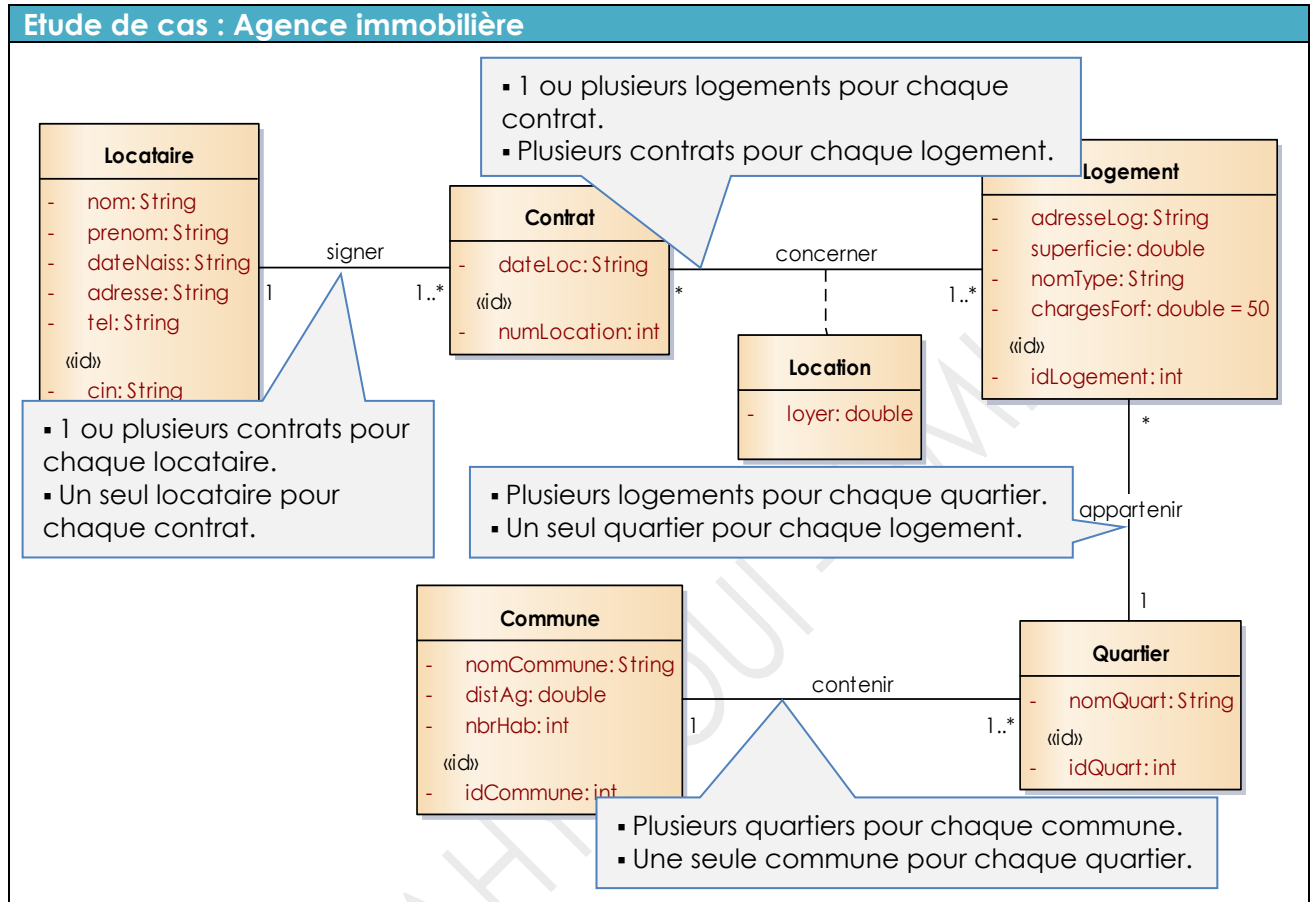 Etude de cas : Agence immobilière
▪ 1 ou plusieurs logements pour chaque
contrat.
▪ Plusieurs contrats pour chaque logement.
Locataire
- nom: String
- prenom: String
- dateNaiss: String
- adresse: String
- tel: String
«id»
- cin: String
signer
1
1..*
Contrat
- dateLoc: String
«id»
- numLocation: int
concerner
*
1..*
Logement
- adresseLog: String
- superficie: double
- nomType: String
- chargesForf: double = 50
«id»
- idLogement: int
Location
- loyer: double
▪ 1 ou plusieurs contrats pour
chaque locataire.
▪ Un seul locataire pour
chaque contrat.
*
▪ Plusieurs logements pour chaque quartier.
▪ Un seul quartier pour chaque logement.
appartenir
1
Commune
- nomCommune: String
- distAg: double
- nbrHab: int
«id»
- idCommune: int
contenir
1
1..*
Quartier
- nomQuart: String
«id»
- idQuart: int
▪ Plusieurs quartiers pour chaque commune.
▪ Une seule commune pour chaque quartier.